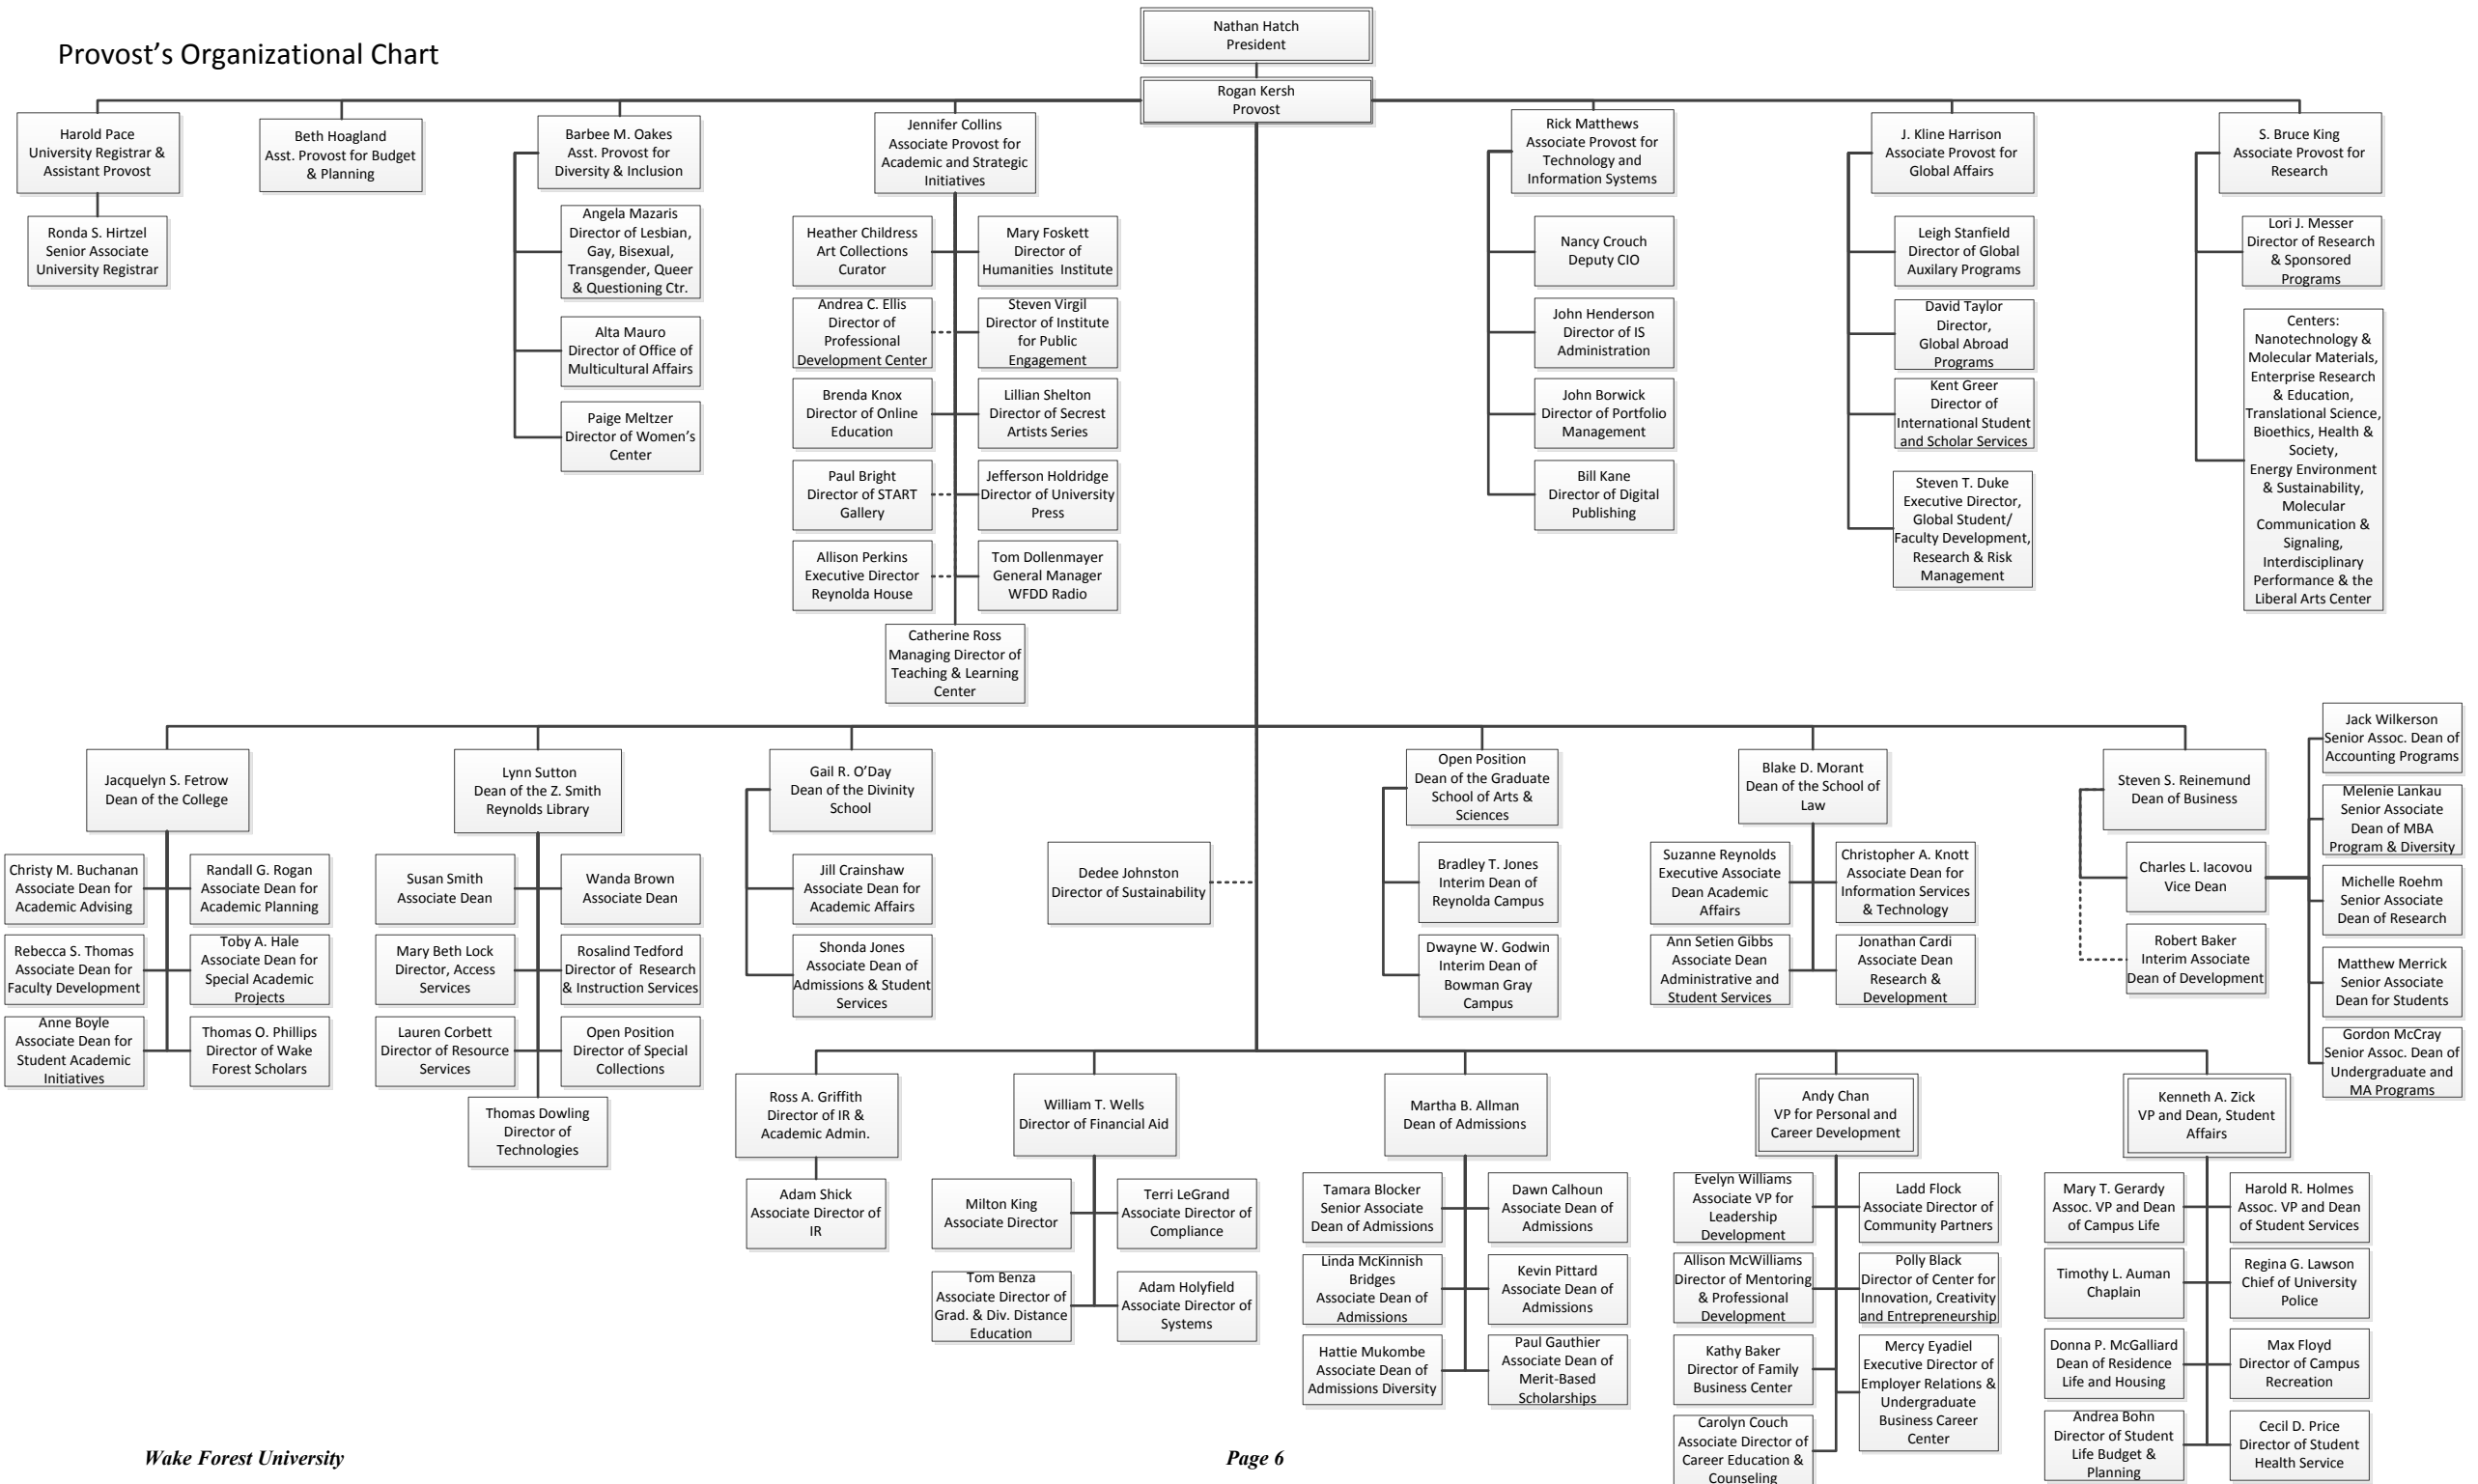 Provost's Organizational Chart
Nathan Hatch
President
Rogan Kersh
Provost
Harold Pace
University Registrar &
Assistant Provost
Ronda S. Hirtzel
Senior Associate
University Registrar
Beth Hoagland
Asst. Provost for Budget
& Planning
Barbee M. Oakes
Asst. Provost for
Diversity & Inclusion
Angela Mazaris
Director of Lesbian,
Gay, Bisexual,
Transgender, Queer
& Questioning Ctr.
Alta Mauro
Director of Office of
Multicultural Affairs
Paige Meltzer
Director of Women's
Center
Jennifer Collins
Associate Provost for
Academic and Strategic
Initiatives
Heather Childress
Art Collections
Curator
Mary Foskett
Director of
Humanities Institute
Andrea C. Ellis
Director of
Professional
Development Center
Steven Virgil
Director of Institute
for Public
Engagement
Brenda Knox
Director of Online
Education
Lillian Shelton
Director of Secrest
Artists Series
Paul Bright
Director of START
Gallery
Jefferson Holdridge
Director of University
Press
Allison Perkins
Executive Director
Reynolda House
Tom Dollenmayer
General Manager
WFDD Radio
Catherine Ross
Managing Director of
Teaching & Learning
Center
Rick Matthews
Associate Provost for
Technology and
Information Systems
Nancy Crouch
Deputy CIO
John Henderson
Director of IS
Administration
John Borwick
Director of Portfolio
Management
Bill Kane
Director of Digital
Publishing
J. Kline Harrison
Associate Provost for
Global Affairs
Leigh Stanfield
Director of Global
Auxilary Programs
David Taylor
Director,
Global Abroad
Programs
Kent Greer
Director of
International Student
and Scholar Services
Steven T. Duke
Executive Director,
Global Student/
Faculty Development,
Research & Risk
Management
S. Bruce King
Associate Provost for
Research
Lori J. Messer
Director of Research
& Sponsored
Programs
Centers:
Nanotechnology &
Molecular Materials,
Enterprise Research
& Education,
Translational Science,
Bioethics, Health &
Society,
Energy Environment
& Sustainability,
Molecular
Communication &
Signaling,
Interdisciplinary
Performance & the
Liberal Arts Center
Jacquelyn S. Fetrow
Dean of the College
Christy M. Buchanan
Associate Dean for
Academic Advising
Randall G. Rogan
Associate Dean for
Academic Planning
Rebecca S. Thomas
Associate Dean for
Faculty Development
Toby A. Hale
Associate Dean for
Special Academic
Projects
Anne Boyle
Associate Dean for
Student Academic
Initiatives
Thomas O. Phillips
Director of Wake
Forest Scholars
Lynn Sutton
Dean of the Z. Smith
Reynolds Library
Susan Smith
Associate Dean
Wanda Brown
Associate Dean
Mary Beth Lock
Director, Access
Services
Rosalind Tedford
Director of Research
& Instruction Services
Lauren Corbett
Director of Resource
Services
Open Position
Director of Special
Collections
Thomas Dowling
Director of
Technologies
Gail R. O'Day
Dean of the Divinity
School
Jill Crainshaw
Associate Dean for
Academic Affairs
Shonda Jones
Associate Dean of
Admissions & Student
Services
Dedee Johnston
Director of Sustainability
Open Position
Dean of the Graduate
School of Arts &
Sciences
Bradley T. Jones
Interim Dean of
Reynolda Campus
Dwayne W. Godwin
Interim Dean of
Bowman Gray
Campus
Blake D. Morant
Dean of the School of
Law
Suzanne Reynolds
Executive Associate
Dean Academic
Affairs
Christopher A. Knott
Associate Dean for
Information Services
& Technology
Ann Setien Gibbs
Associate Dean
Administrative and
Student Services
Jonathan Cardi
Associate Dean
Research &
Development
Steven S. Reinemund
Dean of Business
Charles L. Iacovou
Vice Dean
Robert Baker
Interim Associate
Dean of Development
Jack Wilkerson
Senior Assoc. Dean of
Accounting Programs
Melenie Lankau
Senior Associate
Dean of MBA
Program & Diversity
Michelle Roehm
Senior Associate
Dean of Research
Matthew Merrick
Senior Associate
Dean for Students
Gordon McCray
Senior Assoc. Dean of
Undergraduate and
MA Programs
Ross A. Griffith
Director of IR &
Academic Admin.
Adam Shick
Associate Director of
IR
William T. Wells
Director of Financial Aid
Milton King
Associate Director
Terri LeGrand
Associate Director of
Compliance
Tom Benza
Associate Director of
Grad. & Div. Distance
Education
Adam Holyfield
Associate Director of
Systems
Martha B. Allman
Dean of Admissions
Tamara Blocker
Senior Associate
Dean of Admissions
Dawn Calhoun
Associate Dean of
Admissions
Linda McKinnish
Bridges
Associate Dean of
Admissions
Kevin Pittard
Associate Dean of
Admissions
Hattie Mukombe
Associate Dean of
Admissions Diversity
Paul Gauthier
Associate Dean of
Merit-Based
Scholarships
Andy Chan
VP for Personal and
Career Development
Evelyn Williams
Associate VP for
Leadership
Development
Ladd Flock
Associate Director of
Community Partners
Allison McWilliams
Director of Mentoring
& Professional
Development
Polly Black
Director of Center for
Innovation, Creativity
and Entrepreneurship
Kathy Baker
Director of Family
Business Center
Mercy Eyadiel
Executive Director of
Employer Relations &
Undergraduate
Business Career
Center
Carolyn Couch
Associate Director of
Career Education &
Counseling
Kenneth A. Zick
VP and Dean, Student
Affairs
Mary T. Gerardy
Assoc. VP and Dean
of Campus Life
Harold R. Holmes
Assoc. VP and Dean
of Student Services
Timothy L. Auman
Chaplain
Regina G. Lawson
Chief of University
Police
Donna P. McGalliard
Dean of Residence
Life and Housing
Max Floyd
Director of Campus
Recreation
Andrea Bohn
Director of Student
Life Budget &
Planning
Cecil D. Price
Director of Student
Health Service
Wake Forest University
Page 6